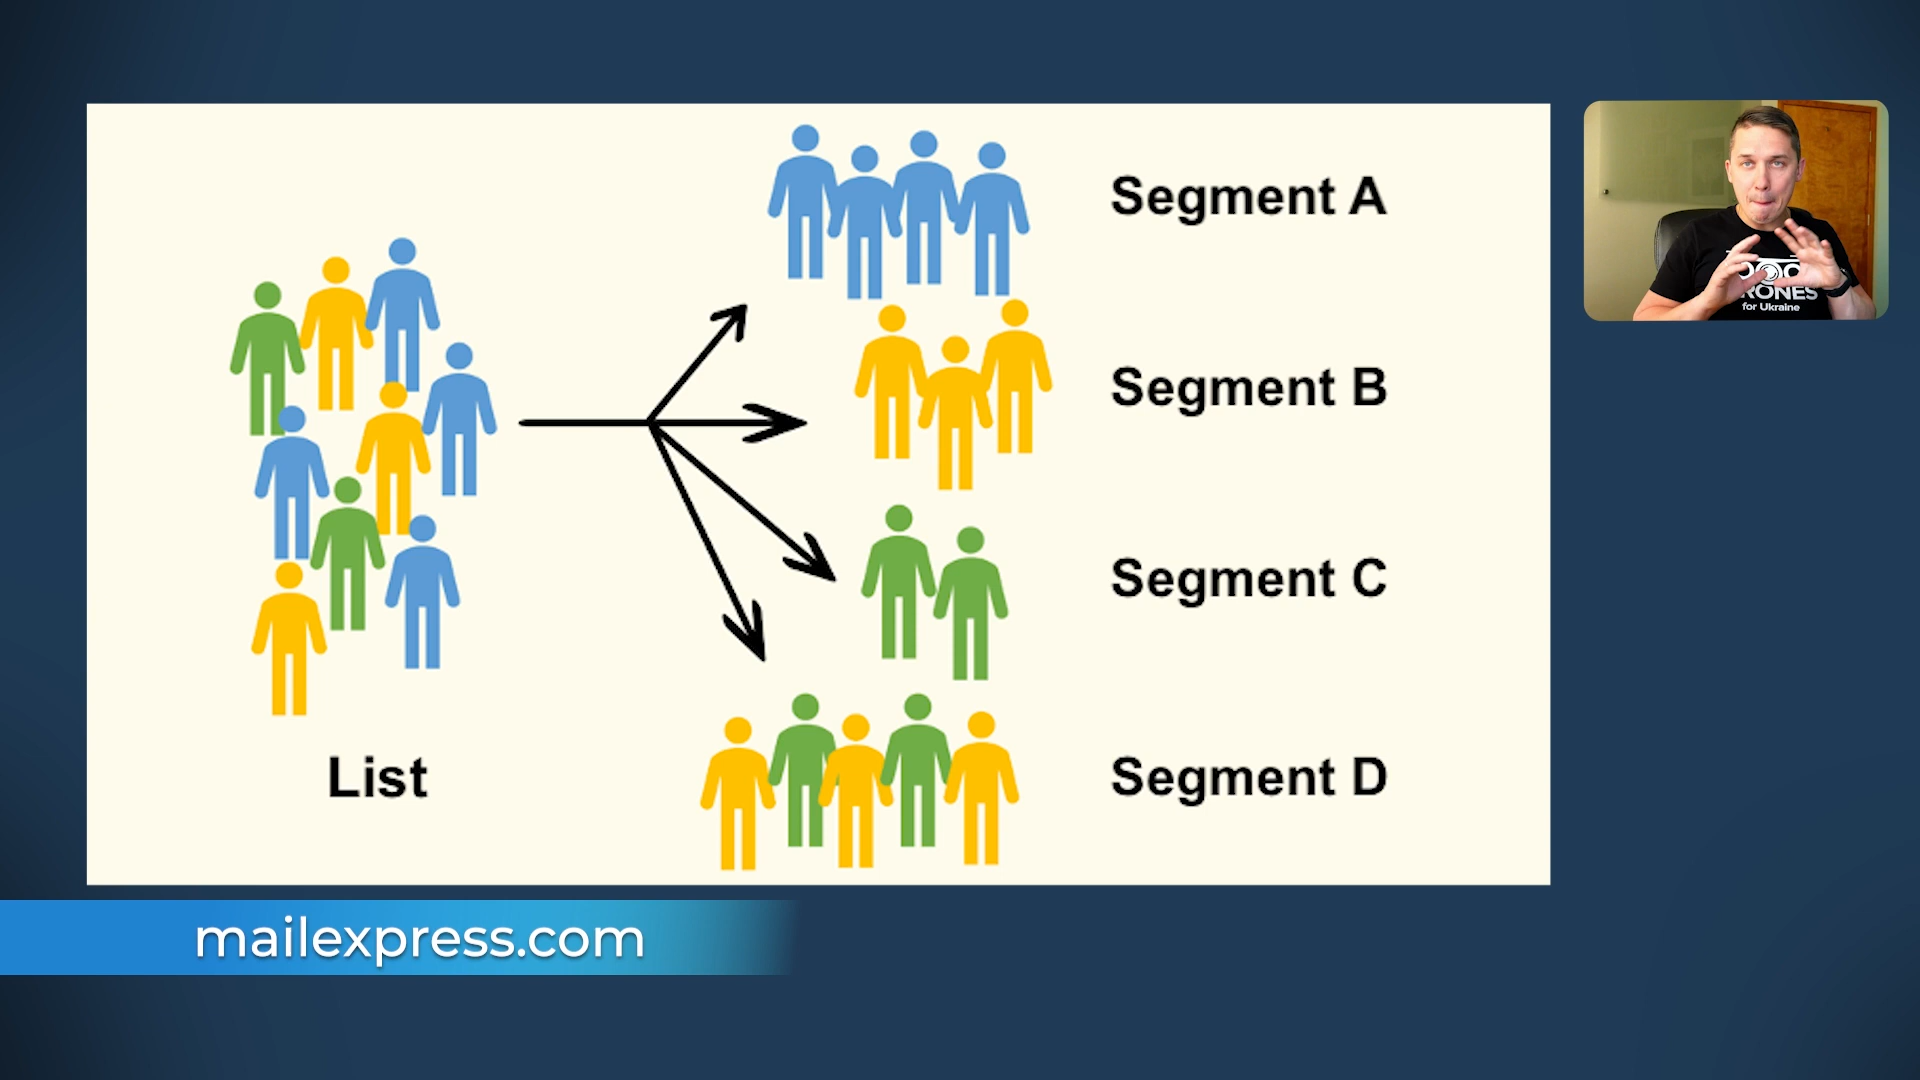 Segment A
Segment B
Segment C
List
Segment D
mailexpress.com
for Ukraine